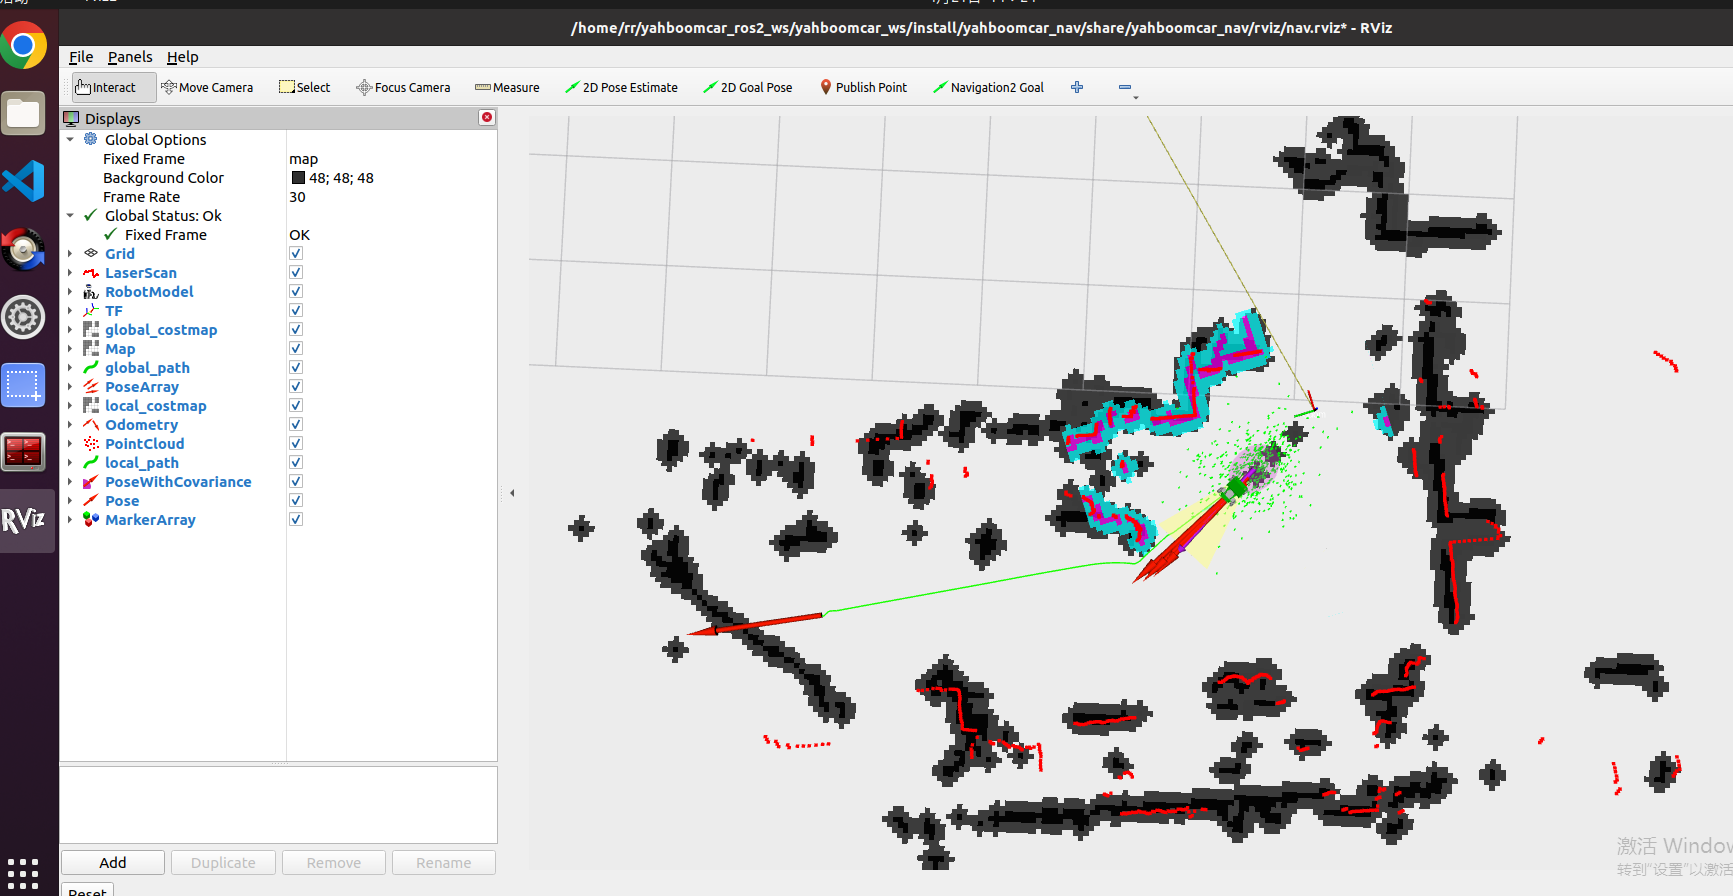 /home/rr/yahboomcar_ros2_ws/yahboomcar_ws/install/yahboomcar_nav/share/yahboomcar_nav/rviz/nav.rviz* - RViz
File Panels Help
Interact Move Camera Select Focus Camera Measure 2D Pose Estimate 2D Goal Pose Publish Point Navigation2 Goal
Displays
Global Options
Fixed Frame map
Background Color 48; 48; 48
Frame Rate 30
Global Status: Ok
Fixed Frame OK
Grid
LaserScan
RobotModel
TF
global_costmap
Map
global_path
PoseArray
local_costmap
Odometry
PointCloud
local_path
PoseWithCovariance
Pose
MarkerArray
RViz
Add Duplicate Remove Rename
Reset
激活 Window
转到"设置"以激活